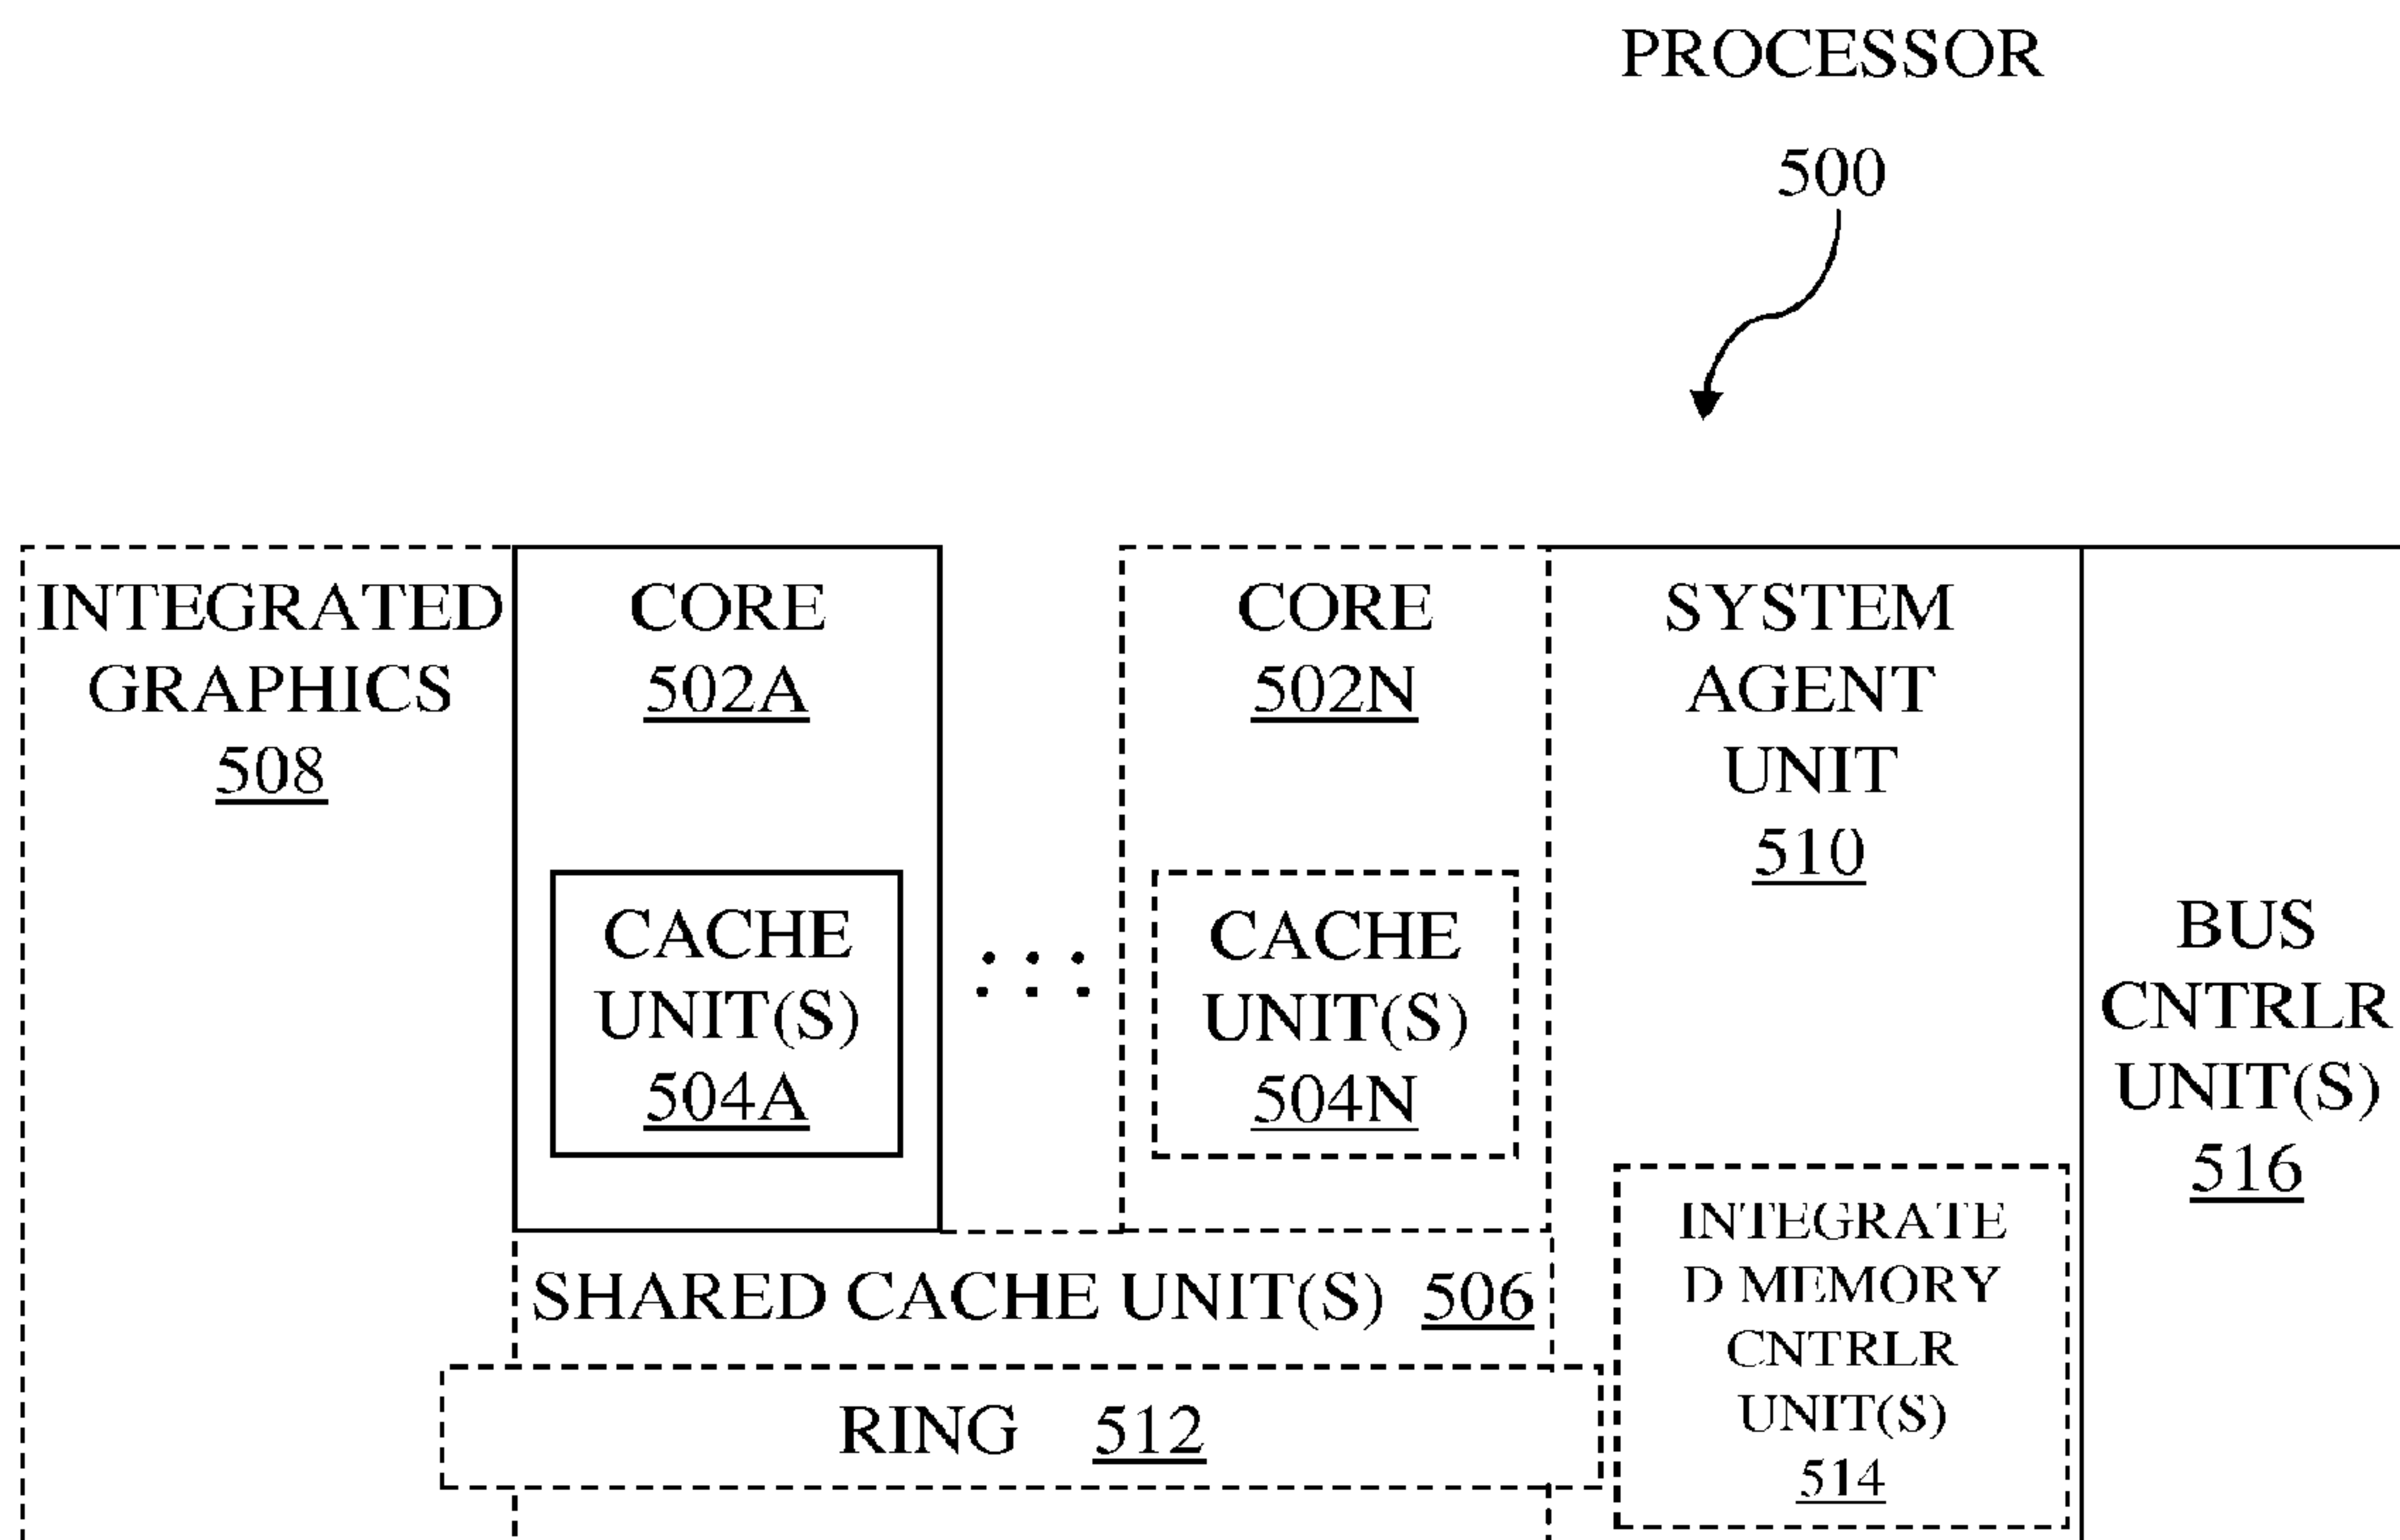 PROCESSOR
500
INTEGRATED
GRAPHICS
508
CORE
502A
CACHE
UNIT(S)
504A
CORE
502N
CACHE
UNIT(S)
504N
SYSTEM
AGENT
UNIT
510
BUS
CNTRLR
UNIT(S)
516
INTEGRATE
D MEMORY
CNTRLR
UNIT(S)
514
SHARED CACHE UNIT(S) 506
RING 512